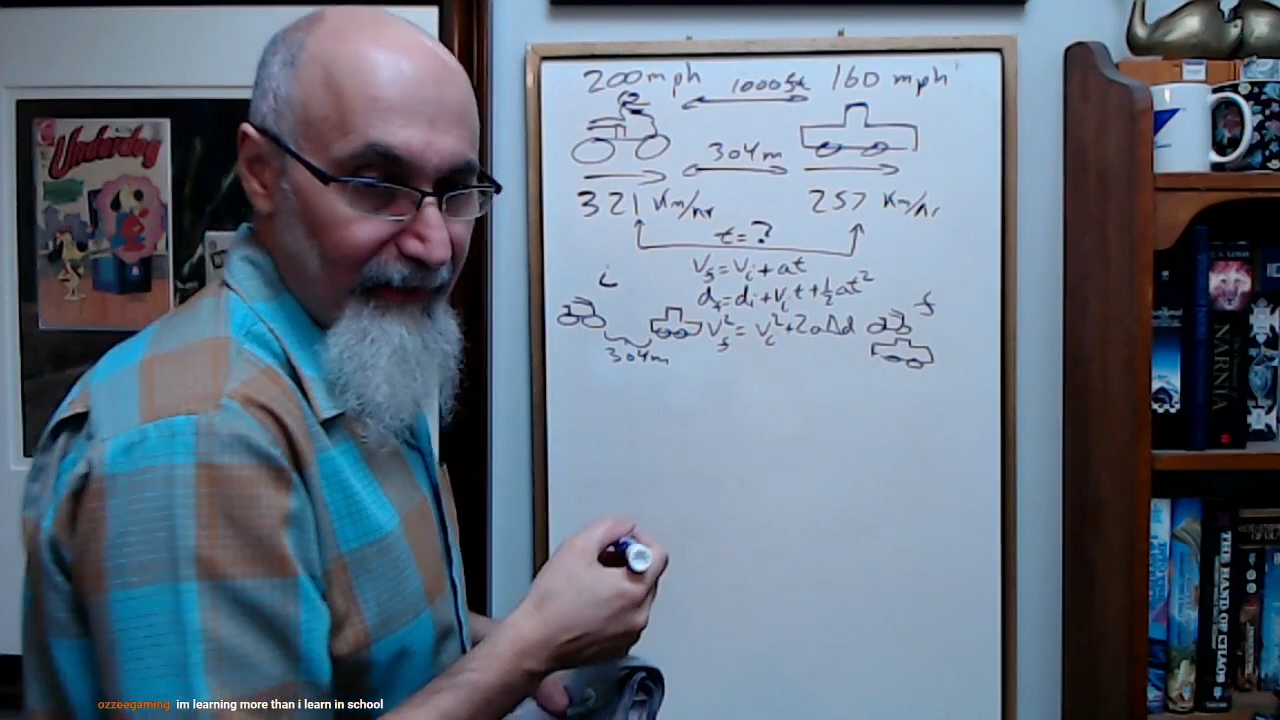 200mph 1000ft 160 mph
304m
321 Km/hr 257 Km/hr
t=?
Vf=Vi+at
i
df=di+Vit+½at²
f
Vf²=Vi²+2aΔd
304m
Underdog
NARNIA
THE HAND OF CHAOS
ozzeegaming im learning more than i learn in school